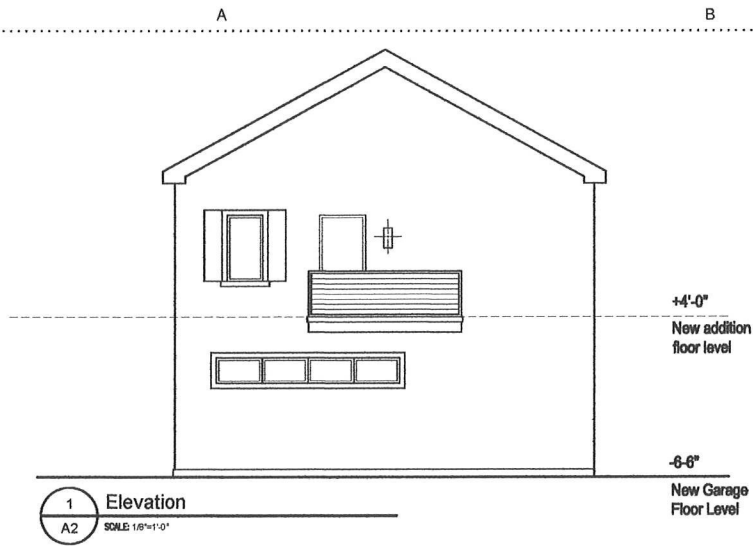 A B
+4'-0"
New addition
floor level
-6-6"
New Garage
Floor Level
1 Elevation
A2 SCALE: 1/8"=1'-0"